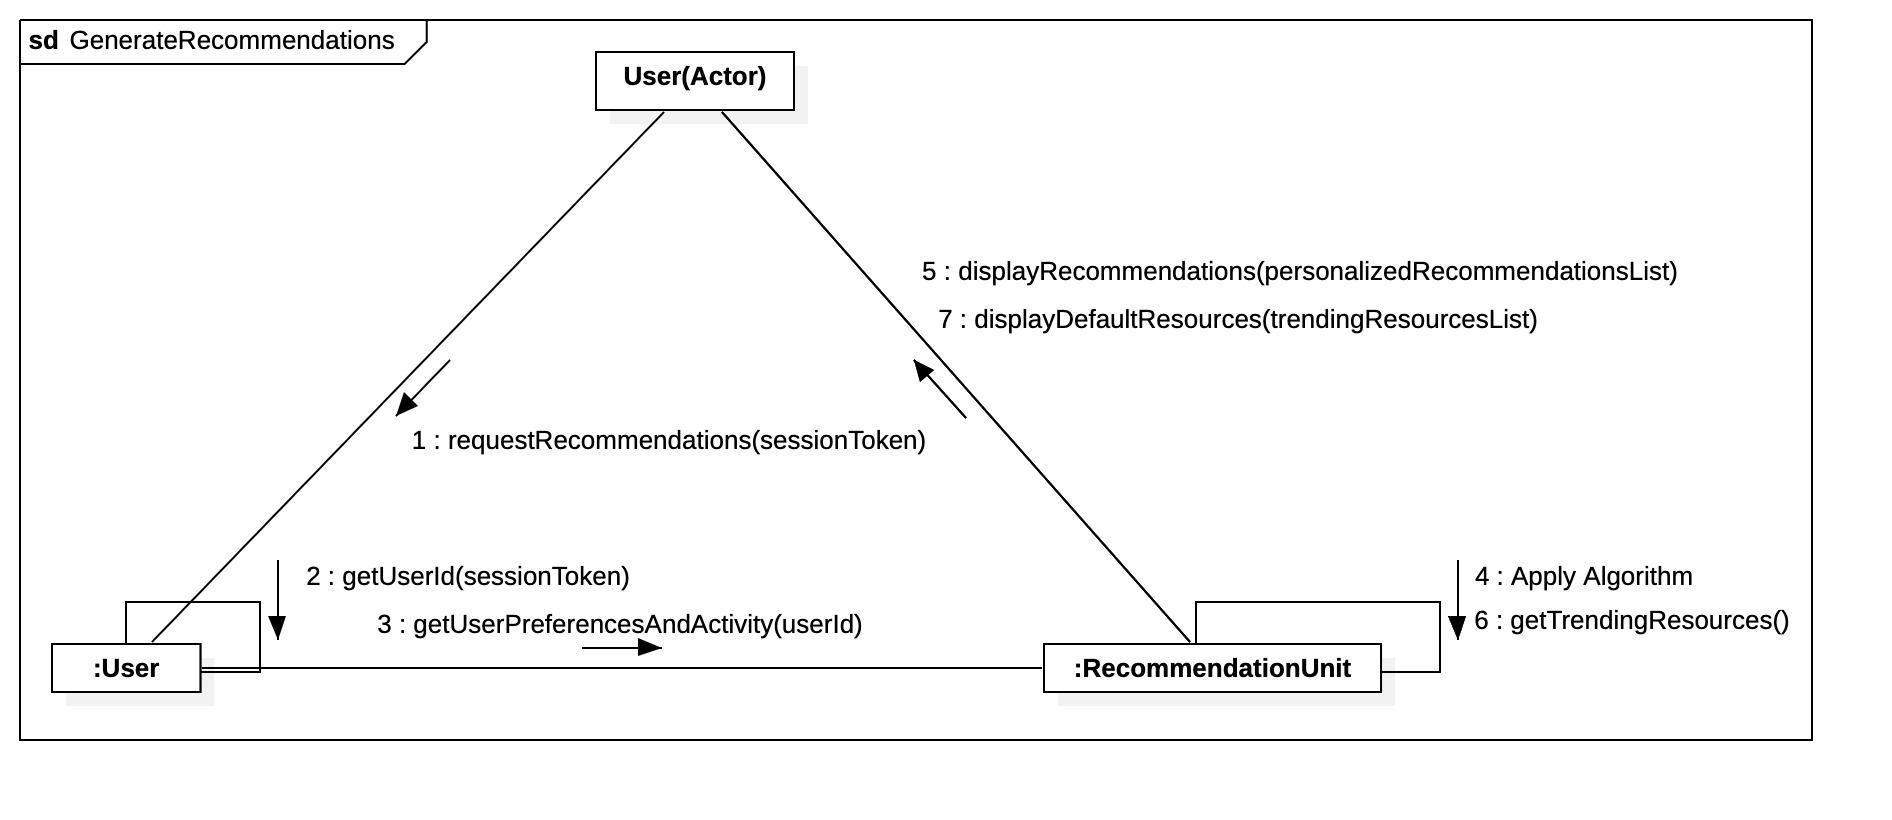 sd GenerateRecommendations
User(Actor)
5 : displayRecommendations(personalizedRecommendationsList)
7 : displayDefaultResources(trendingResourcesList)
1 : requestRecommendations(sessionToken)
2 : getUserId(sessionToken)
3 : getUserPreferencesAndActivity(userId)
4 : Apply Algorithm
6 : getTrendingResources()
:User
:RecommendationUnit